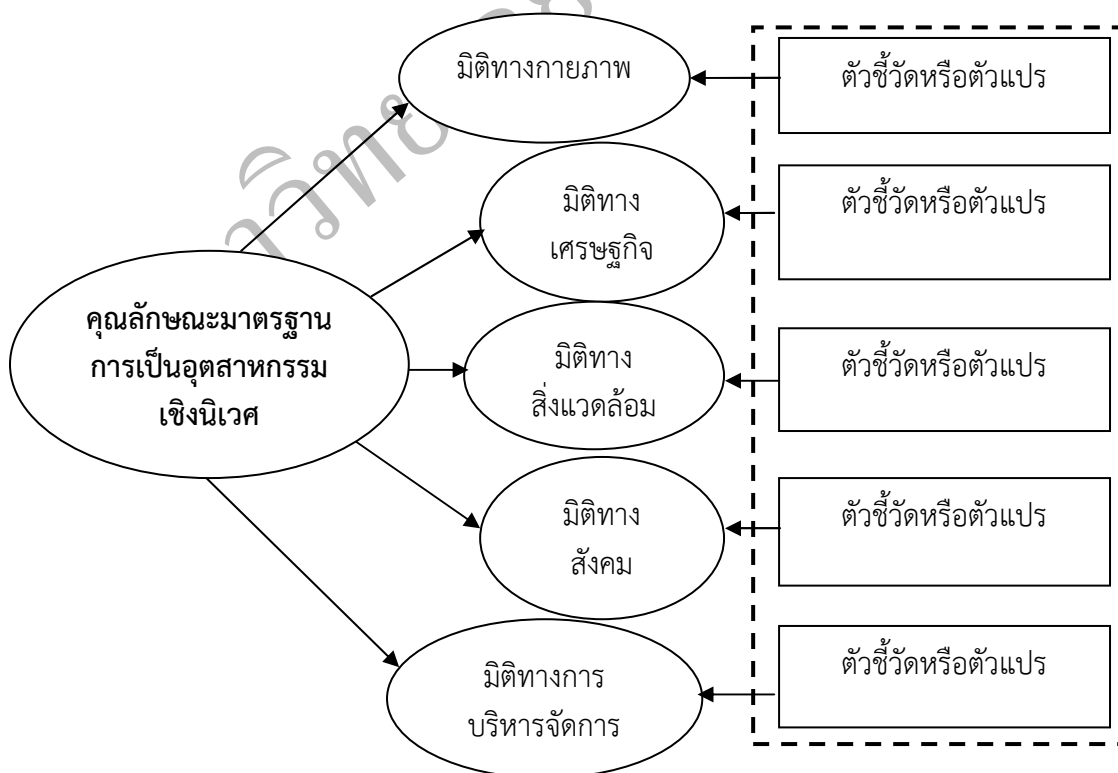 มิติทางกายภาพ
ตัวชี้วัดหรือตัวแปร
มิติทาง
เศรษฐกิจ
ตัวชี้วัดหรือตัวแปร
คุณลักษณะมาตรฐาน
การเป็นอุตสาหกรรม
เชิงนิเวศ
มิติทาง
สิ่งแวดล้อม
ตัวชี้วัดหรือตัวแปร
มิติทาง
สังคม
ตัวชี้วัดหรือตัวแปร
มิติทางการ
บริหารจัดการ
ตัวชี้วัดหรือตัวแปร